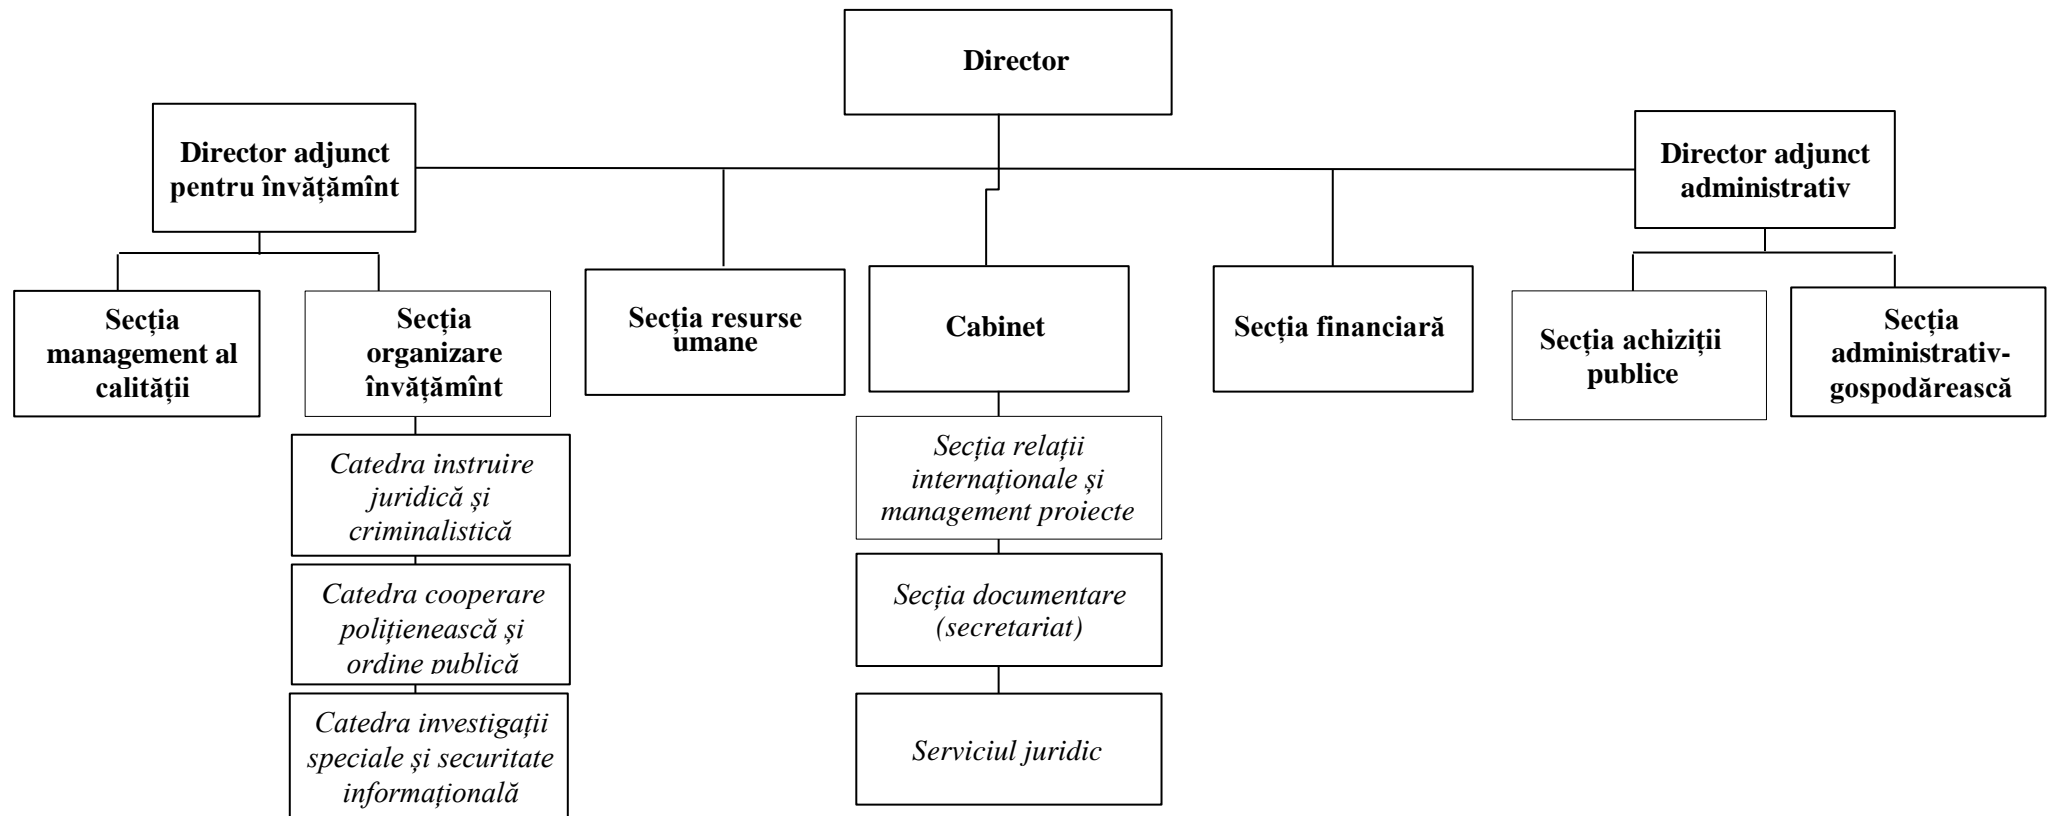 Director
Director adjunct
pentru învățămînt
Director adjunct
administrativ
Secția
management al
calității
Secția
organizare
învățămînt
Secția resurse
umane
Cabinet
Secția financiară
Secția achiziții
publice
Secția
administrativ-
gospodărească
Catedra instruire
juridică și
criminalistică
Catedra cooperare
polițienească și
ordine publică
Catedra investigații
speciale și securitate
informațională
Secția relații
internaționale și
management proiecte
Secția documentare
(secretariat)
Serviciul juridic